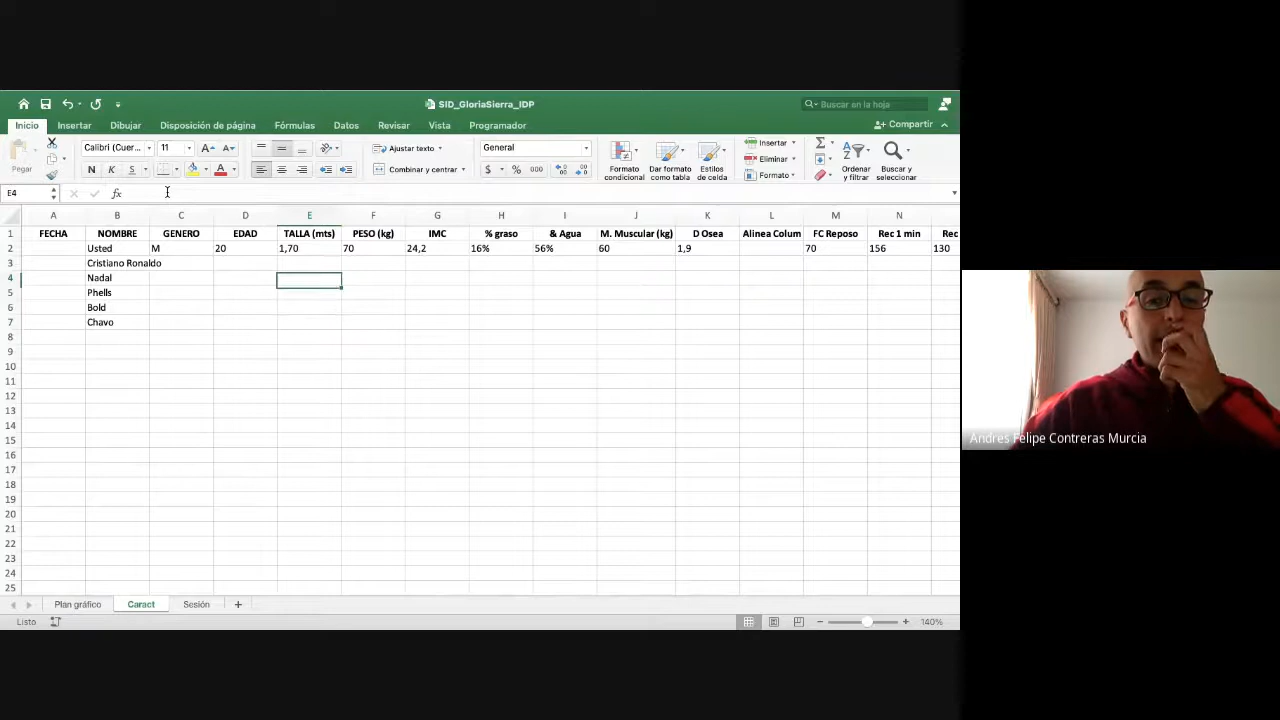 SID_GloriaSierra_IDP
Buscar en la hoja
Inicio Insertar Dibujar Disposición de página Fórmulas Datos Revisar Vista Programador
Compartir
Pegar
Calibri (Cuer... 11
N K S
Ajustar texto
Combinar y centrar
General
$ % 000
Formato condicional
Dar formato como tabla
Estilos de celda
Insertar
Eliminar
Formato
Ordenar y filtrar
Buscar y seleccionar
E4 fx
A B C D E F G H I J K L M N
1 FECHA NOMBRE GENERO EDAD TALLA (mts) PESO (kg) IMC % graso & Agua M. Muscular (kg) D Osea Alinea Colum FC Reposo Rec 1 min Rec
2 Usted M 20 1,70 70 24,2 16% 56% 60 1,9 70 156 130
3 Cristiano Ronaldo
4 Nadal
5 Phells
6 Bold
7 Chavo
8
9
10
11
12
13
14
15
16
17
18
19
20
21
22
23
24
25
Plan gráfico Caract Sesión +
Listo
140%
Andres Felipe Contreras Murcia